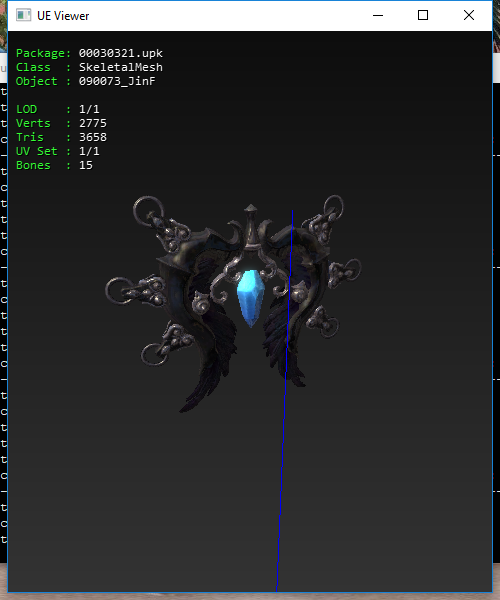 UE Viewer
Package: 00030321.upk
Class : SkeletalMesh
Object : 090073_JinF
LOD : 1/1
Verts : 2775
Tris : 3658
UV Set : 1/1
Bones : 15